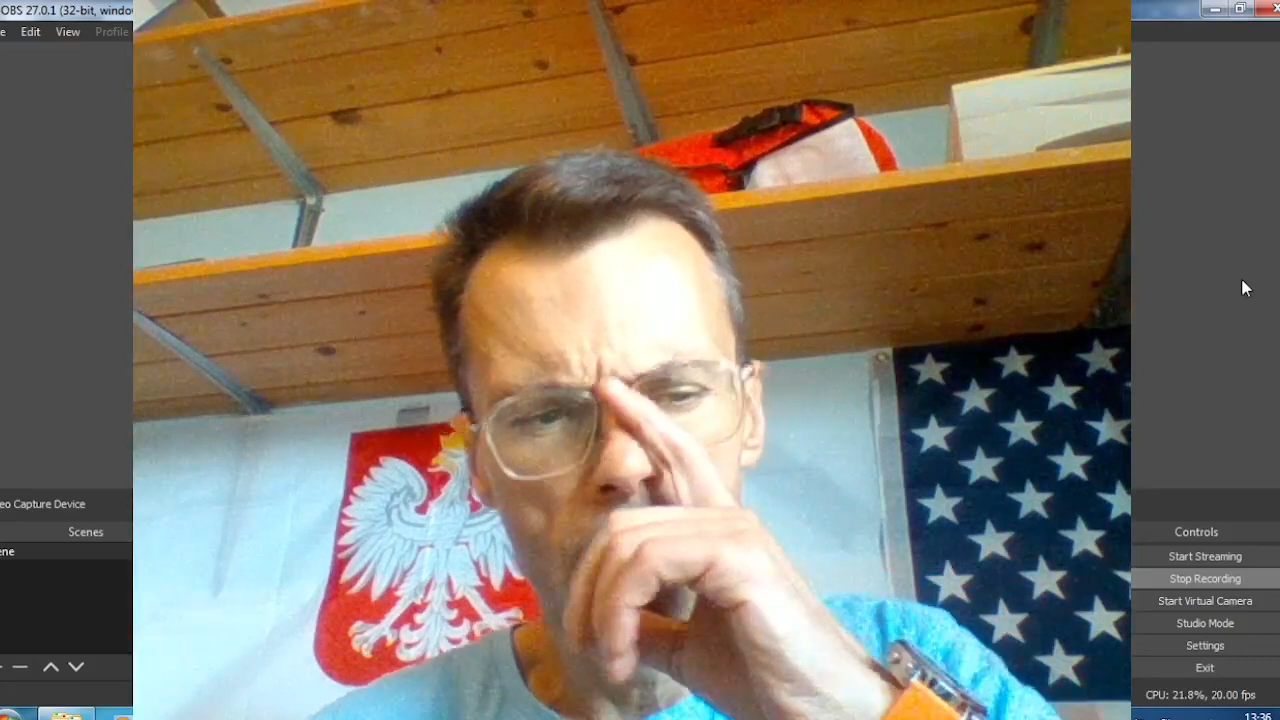 OBS 27.0.1 (32-bit, windo
e Edit View Profile
eo Capture Device
Scenes
ene
Controls
Start Streaming
Stop Recording
Start Virtual Camera
Studio Mode
Settings
Exit
CPU: 21.8%, 20.00 fps
13:36